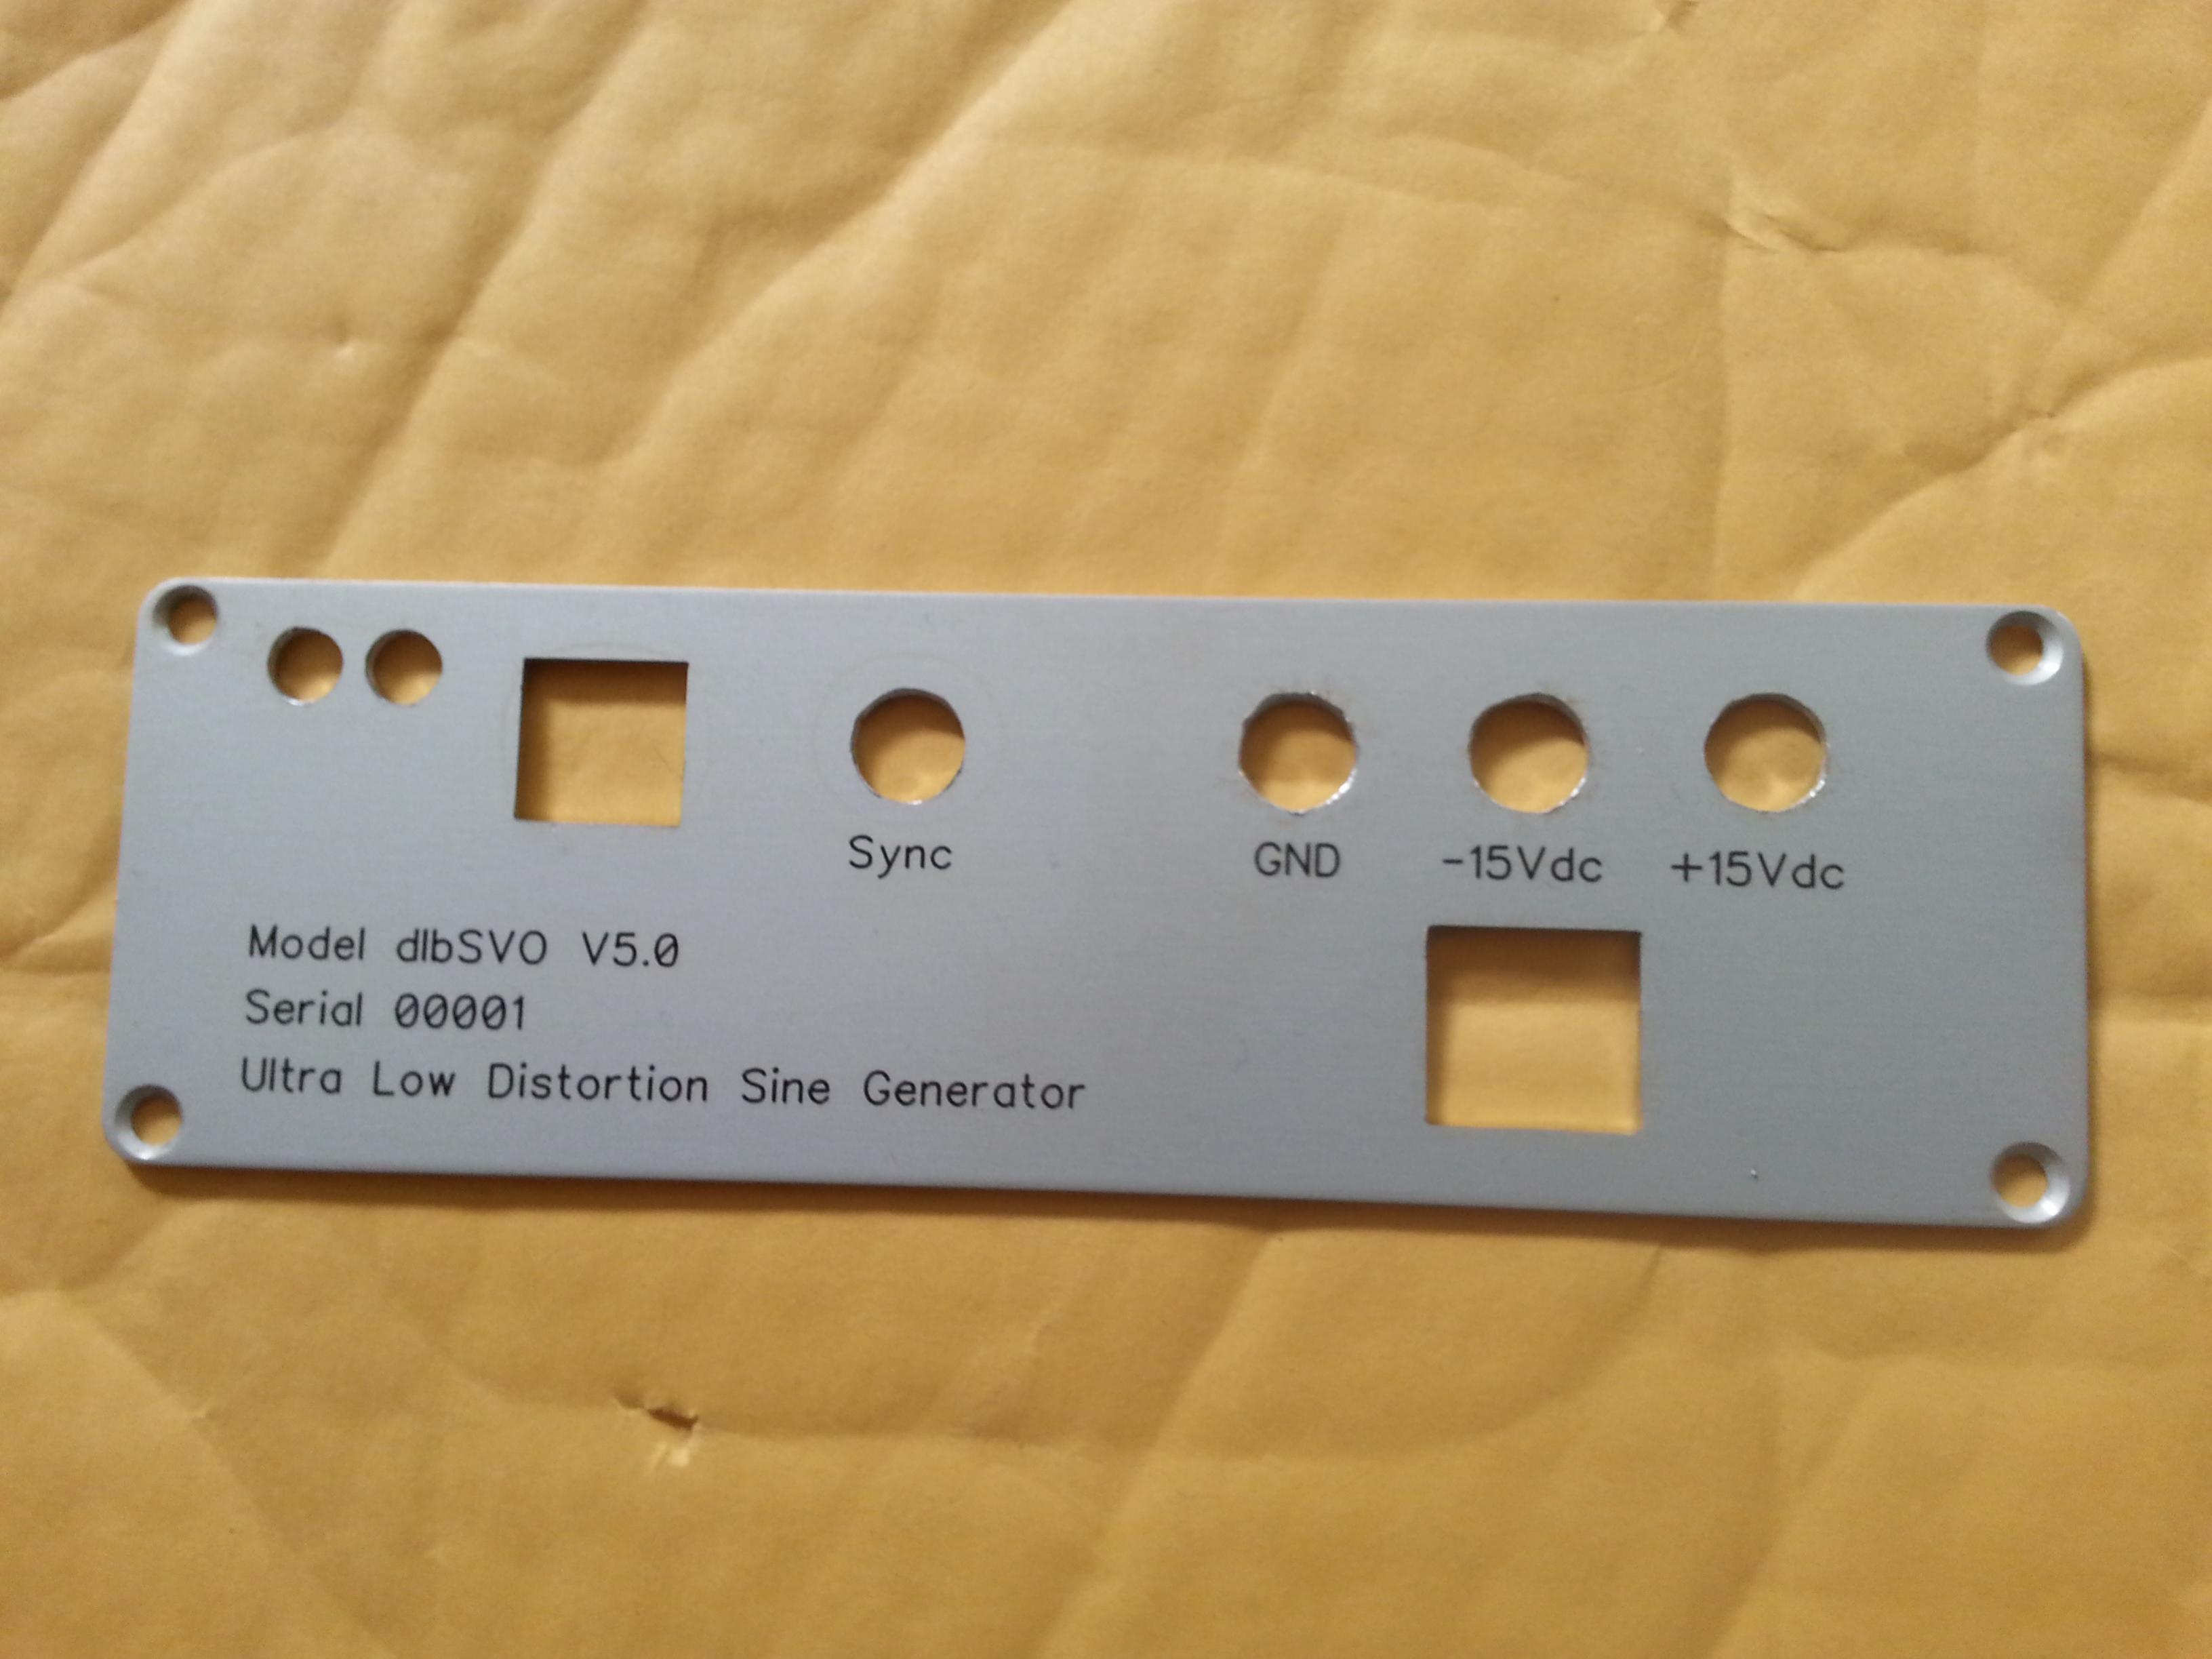 Sync
GND -15Vdc +15Vdc
Model dlbSVO V5.0
Serial 00001
Ultra Low Distortion Sine Generator